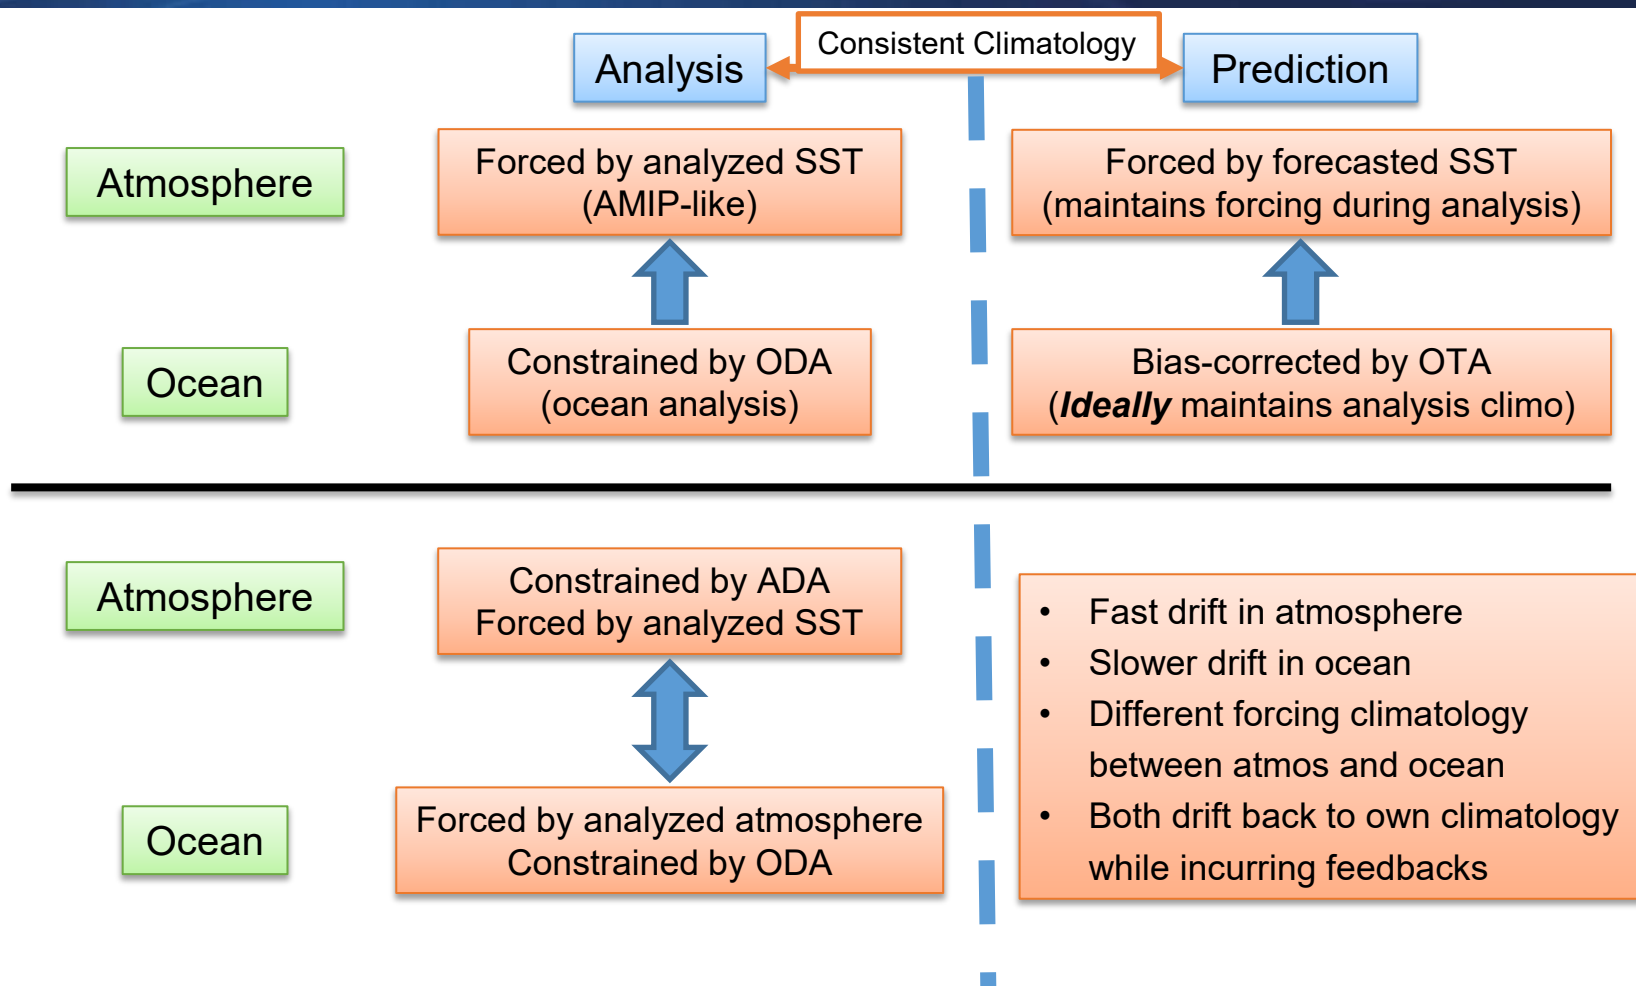 Consistent Climatology
Analysis
Prediction
Atmosphere
Forced by analyzed SST
(AMIP-like)
Forced by forecasted SST
(maintains forcing during analysis)
Ocean
Constrained by ODA
(ocean analysis)
Bias-corrected by OTA
(Ideally maintains analysis climo)
Atmosphere
Constrained by ADA
Forced by analyzed SST
Ocean
Forced by analyzed atmosphere
Constrained by ODA
• Fast drift in atmosphere
• Slower drift in ocean
• Different forcing climatology
between atmos and ocean
• Both drift back to own climatology
while incurring feedbacks